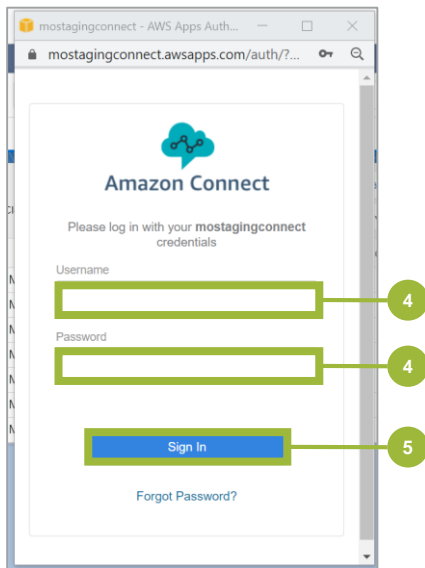 mostagingconnect - AWS Apps Auth...
mostagingconnect.awsapps.com/auth/?...
Amazon Connect
Please log in with your mostagingconnect
credentials
Username
4
Password
4
Sign In
5
Forgot Password?